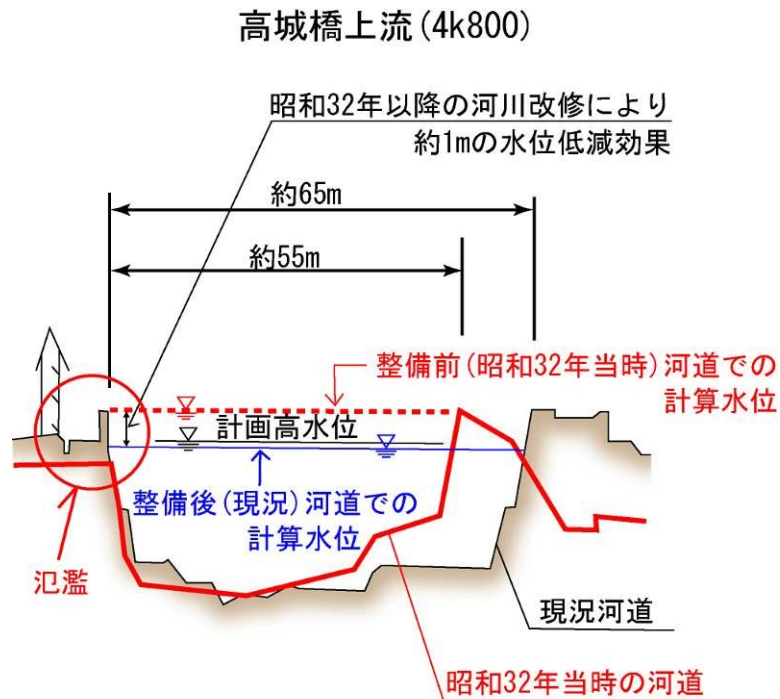 高城橋上流(4k800)
昭和32年以降の河川改修により
約1mの水位低減効果
約65m
約55m
整備前(昭和32年当時)河道での
計算水位
計画高水位
整備後(現況)河道での
計算水位
氾濫
現況河道
昭和32年当時の河道